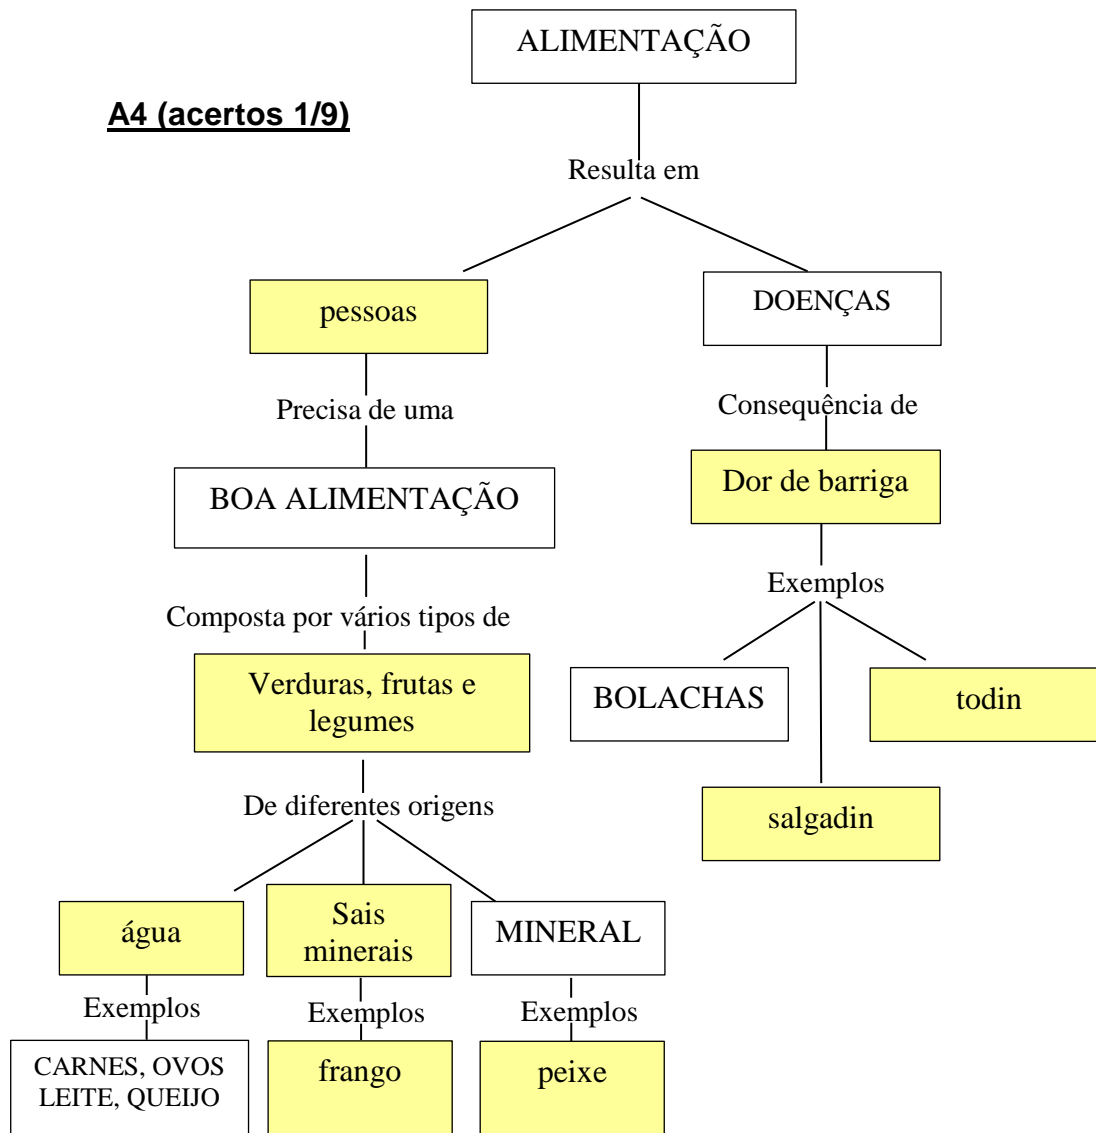 ALIMENTAÇÃO
A4 (acertos 1/9)
Resulta em
pessoas
DOENÇAS
Precisa de uma
Consequência de
BOA ALIMENTAÇÃO
Dor de barriga
Exemplos
Composta por vários tipos de
Verduras, frutas e
legumes
BOLACHAS
todin
De diferentes origens
salgadin
água
Sais
minerais
MINERAL
Exemplos
Exemplos
Exemplos
CARNES, OVOS
LEITE, QUEIJO
frango
peixe